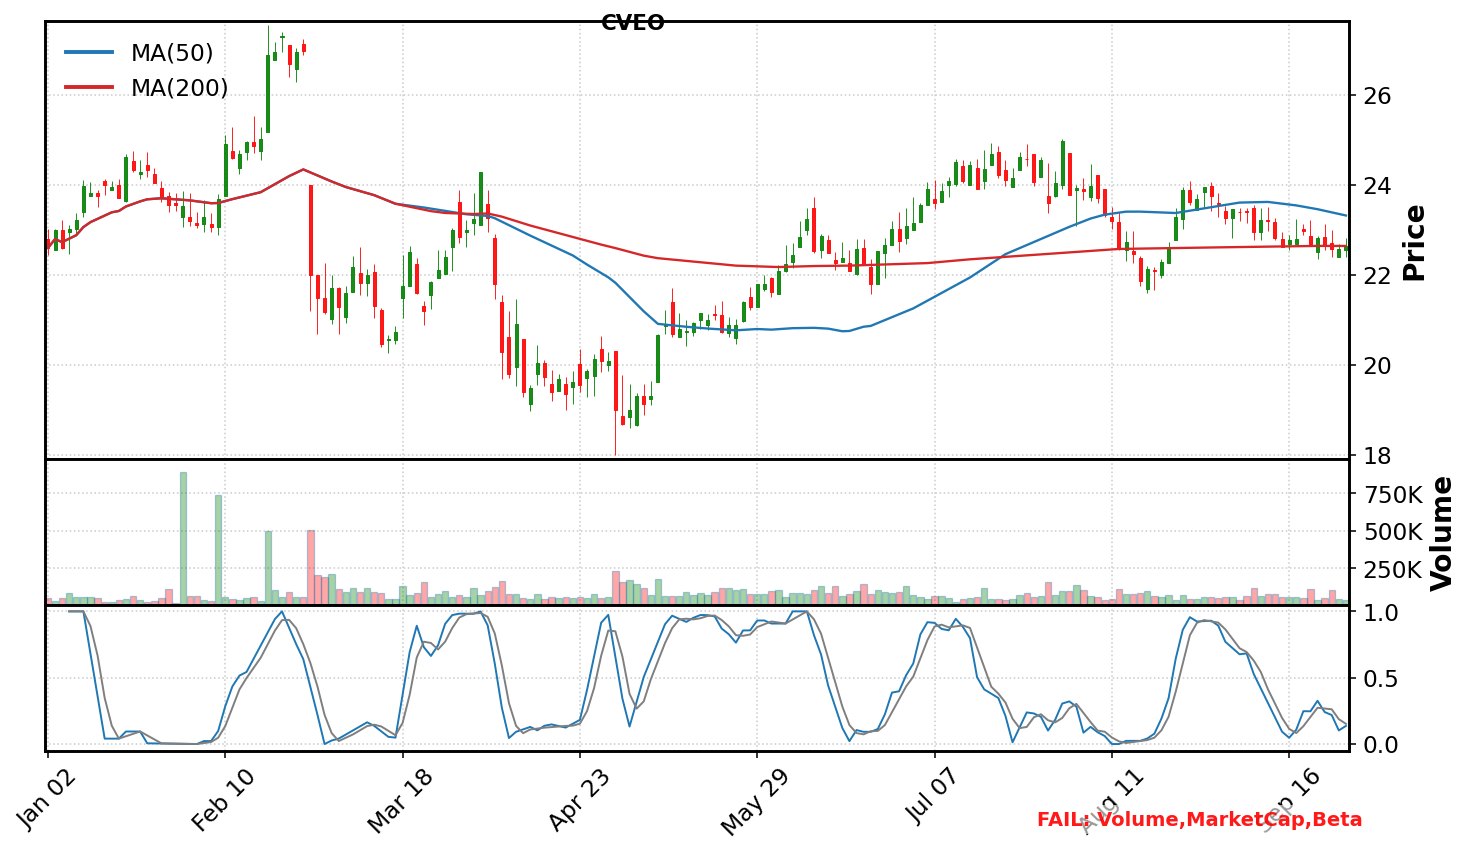 CVEO
MA(50)
MA(200)
26
24
22
20
18
Price
750K
500K
250K
Volume
1.0
0.5
0.0
Jan 02
Feb 10
Mar 18
Apr 23
May 29
Jul 07
Aug 11
Sep 16
FAIL: Volume,MarketCap,Beta